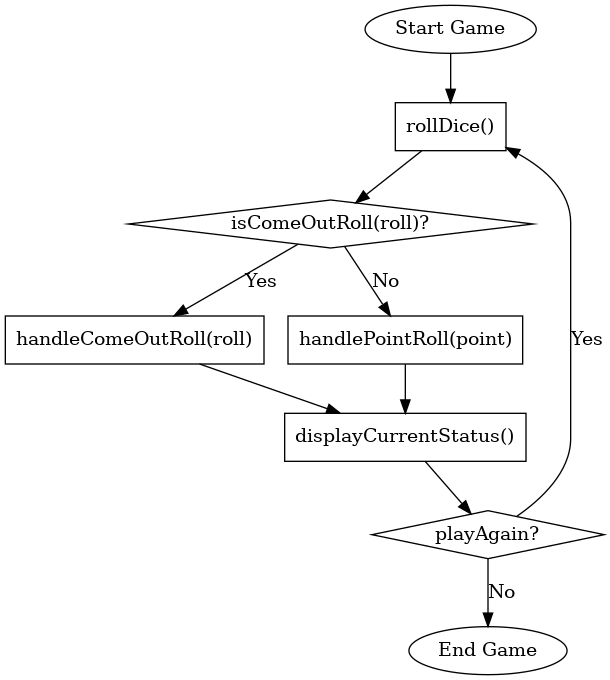 Start Game
rollDice()
isComeOutRoll(roll)?
Yes
No
handleComeOutRoll(roll)
handlePointRoll(point)
Yes
displayCurrentStatus()
playAgain?
No
End Game